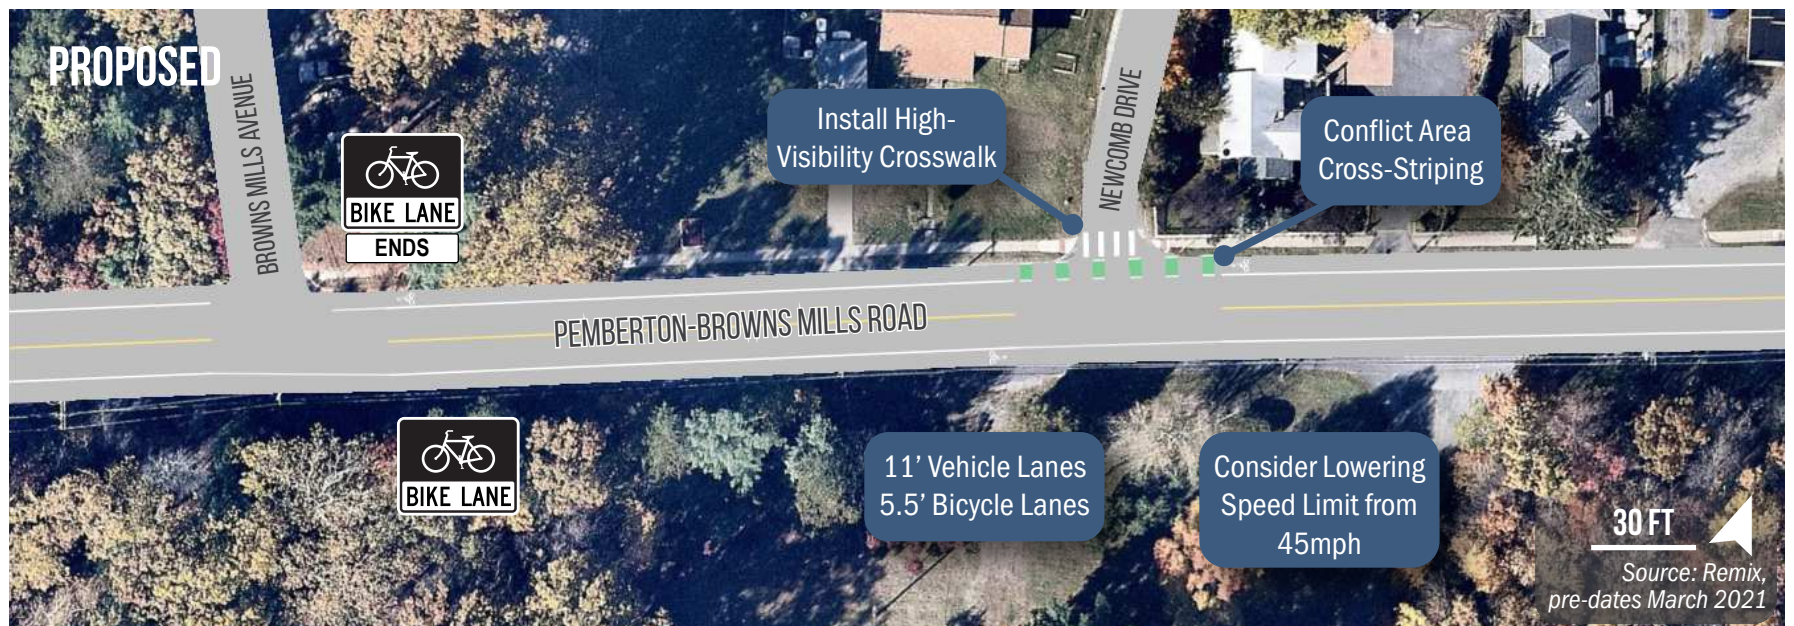 PROPOSED
BROWNS MILLS AVENUE
BIKE LANE
ENDS
Install High-
Visibility Crosswalk
NEWCOMB DRIVE
Conflict Area
Cross-Striping
PEMBERTON-BROWNS MILLS ROAD
BIKE LANE
11’ Vehicle Lanes
5.5’ Bicycle Lanes
Consider Lowering
Speed Limit from
45mph
30 FT
Source: Remix,
pre-dates March 2021